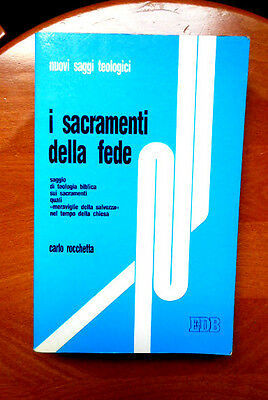 nuovi saggi teologici
i sacramenti
della fede
saggio
di teologia biblica
sui sacramenti
quali
«meraviglie della salvezza»
nel tempo della chiesa
carlo rocchetta
EDB